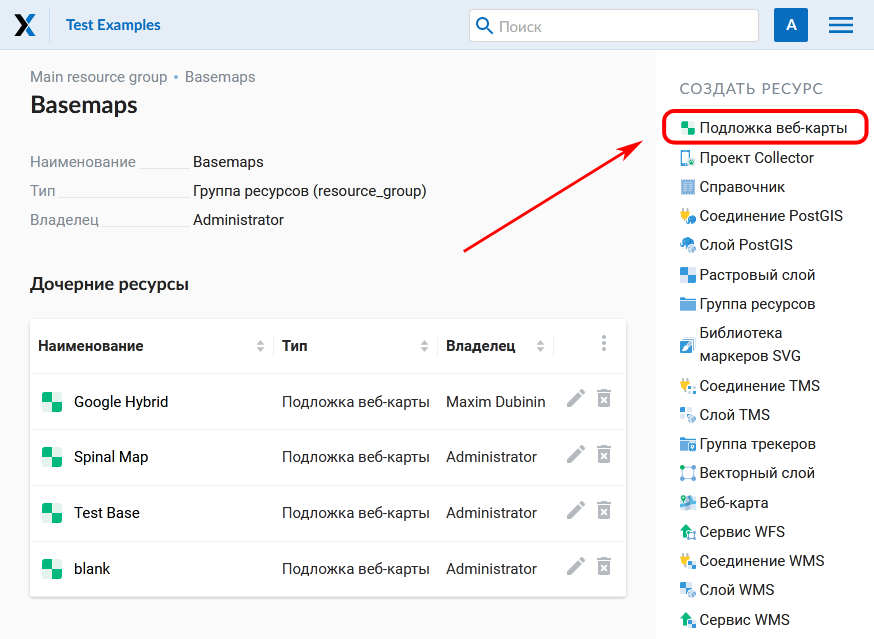 Test Examples
Поиск
A
Main resource group • Basemaps
Basemaps
Наименование Basemaps
Тип Группа ресурсов (resource_group)
Владелец Administrator
Дочерние ресурсы
Наименование Тип Владелец
Google Hybrid Подложка веб-карты Maxim Dubinin
Spinal Map Подложка веб-карты Administrator
Test Base Подложка веб-карты Administrator
blank Подложка веб-карты Administrator
СОЗДАТЬ РЕСУРС
Подложка веб-карты
Проект Collector
Справочник
Соединение PostGIS
Слой PostGIS
Растровый слой
Группа ресурсов
Библиотека
маркеров SVG
Соединение TMS
Слой TMS
Группа трекеров
Векторный слой
Веб-карта
Сервис WFS
Соединение WMS
Слой WMS
Сервис WMS